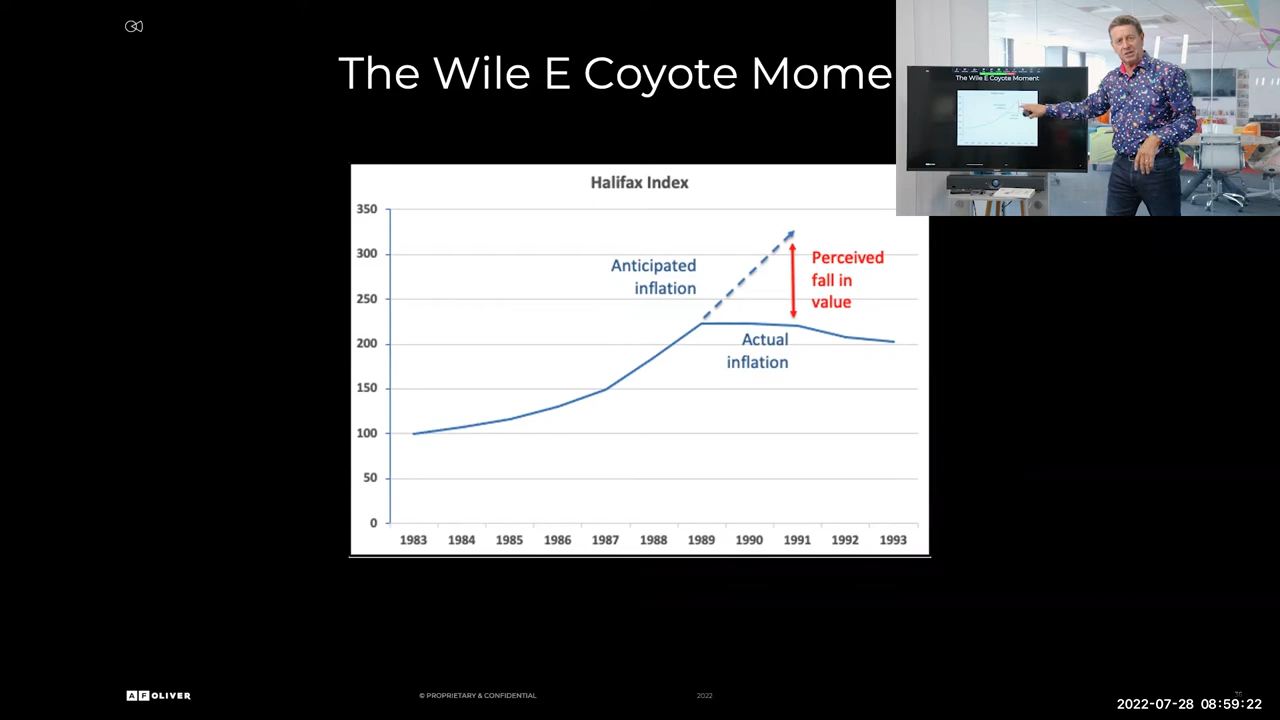 The Wile E Coyote Mome
The Wile E Coyote Moment
Halifax Index
350
300
250
200
150
100
50
0
Anticipated
inflation
Perceived
fall in
value
Actual
inflation
1983 1984 1985 1986 1987 1988 1989 1990 1991 1992 1993
AF OLIVER
© PROPRIETARY & CONFIDENTIAL
2022
36
2022-07-28 08:59:22